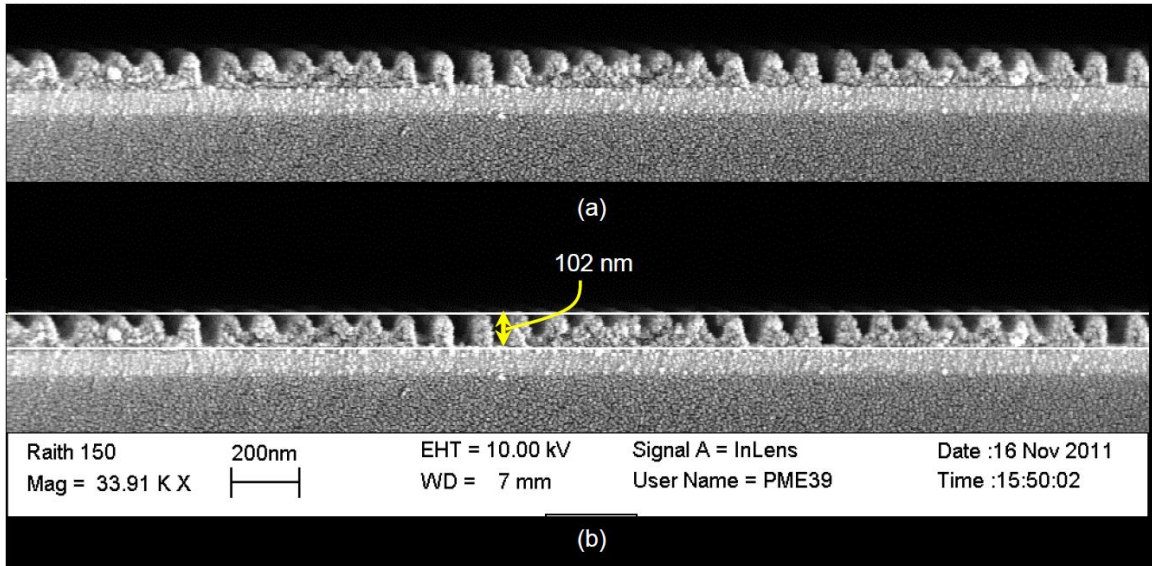 (a)
102 nm
Raith 150
Mag = 33.91 K X
200nm
EHT = 10.00 kV
WD = 7 mm
Signal A = InLens
User Name = PME39
Date :16 Nov 2011
Time :15:50:02
(b)